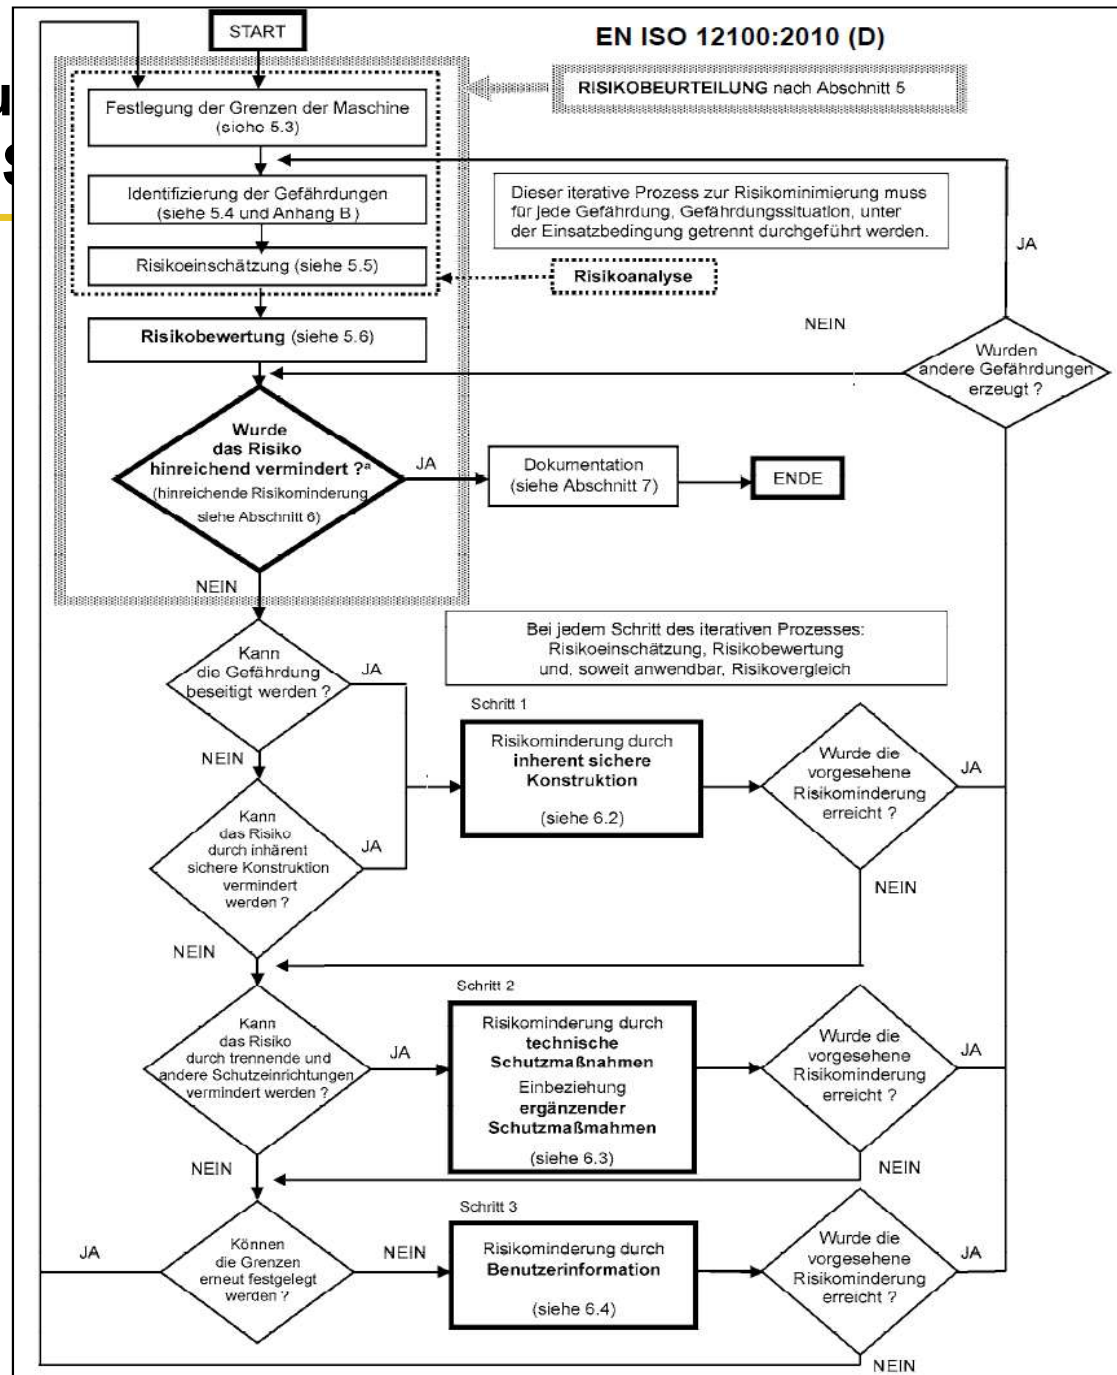 START
EN ISO 12100:2010 (D)
RISIKOBEURTEILUNG nach Abschnitt 5
Festlegung der Grenzen der Maschine
(siehe 5.3)
Identifizierung der Gefährdungen
(siehe 5.4 und Anhang B)
Dieser iterative Prozess zur Risikominimierung muss
für jede Gefährdung, Gefährdungssituation, unter
der Einsatzbedingung getrennt durchgeführt werden.
JA
Risikoeinschätzung (siehe 5.5)
Risikoanalyse
Risikobewertung (siehe 5.6)
NEIN
Wurden
andere Gefährdungen
erzeugt ?
Wurde
das Risiko
hinreichend vermindert ?ª
(hinreichende Risikominderung
siehe Abschnitt 6)
JA
Dokumentation
(siehe Abschnitt 7)
ENDE
NEIN
Bei jedem Schritt des iterativen Prozesses:
Risikoeinschätzung, Risikobewertung
und, soweit anwendbar, Risikovergleich
Kann
die Gefährdung
beseitigt werden ?
JA
NEIN
Schritt 1
Risikominderung durch
inherent sichere
Konstruktion
(siehe 6.2)
Wurde die
vorgesehene
Risikominderung
erreicht ?
JA
NEIN
Kann
das Risiko
durch inhärent
sichere Konstruktion
vermindert
werden ?
JA
NEIN
Schritt 2
Kann
das Risiko
durch trennende und
andere Schutzeinrichtungen
vermindert werden ?
JA
Risikominderung durch
technische
Schutzmaßnahmen
Einbeziehung
ergänzender
Schutzmaßmahmen
(siehe 6.3)
Wurde die
vorgesehene
Risikominderung
erreicht ?
JA
NEIN
NEIN
Schritt 3
JA
Können
die Grenzen
erneut festgelegt
werden ?
NEIN
Risikominderung durch
Benutzerinformation
(siehe 6.4)
Wurde die
vorgesehene
Risikominderung
erreicht ?
JA
NEIN